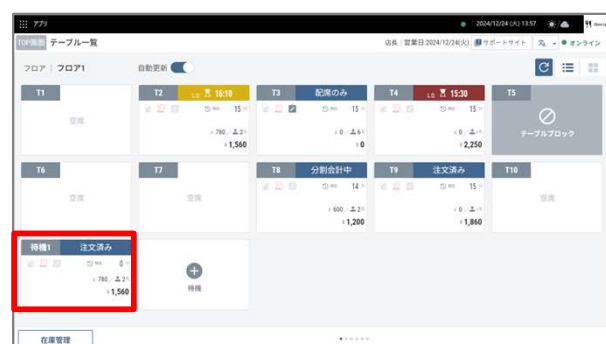 アプリ
2024/12/24 (火) 13:57
TOP画面 テーブル一覧
店長 営業日:2024/12/24(火) サポートサイト オンライン
フロア フロア1 自動更新
T1
空席
T2 L.O. 16:10
15
780 / 2
1,560
T3 配席のみ
15
0 / 6
0
T4 L.O. 15:30
15
0 /
2,250
T5
テーブルブロック
T6
空席
T7
空席
T8 分割会計中
14
600 / 2
1,200
T9 注文済み
15
0 /
1,860
T10
空席
待機1 注文済み
780 / 2
1,560
待機
在庫管理